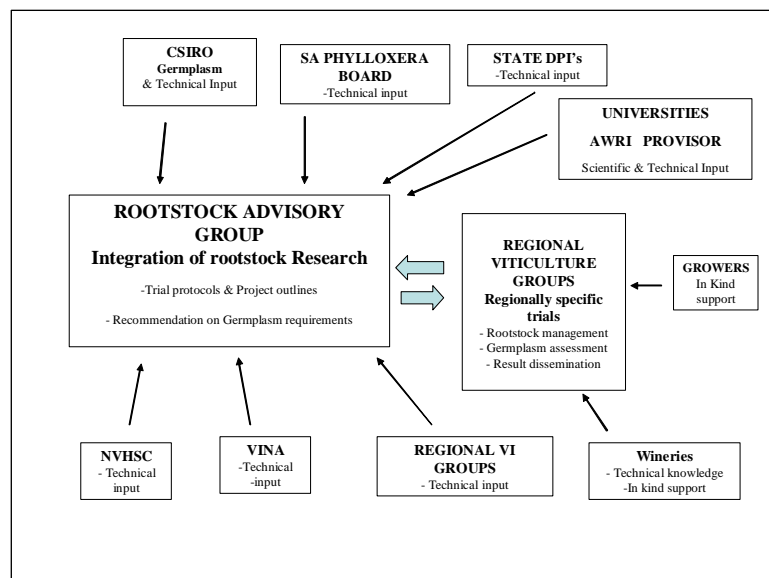 CSIRO
Germplasm
& Technical Input
SA PHYLLOXERA
BOARD
-Technical input
STATE DPI's
-Technical input
UNIVERSITIES
AWRI PROVISOR
Scientific & Technical Input
ROOTSTOCK ADVISORY
GROUP
Integration of rootstock Research
-Trial protocols & Project outlines
- Recommendation on Germplasm requirements
REGIONAL
VITICULTURE
GROUPS
Regionally specific
trials
- Rootstock management
- Germplasm assessment
- Result dissemination
GROWERS
In Kind
support
NVHSC
- Technical
input
VINA
-Technical
-input
REGIONAL VI
GROUPS
- Technical input
Wineries
- Technical knowledge
-In kind support